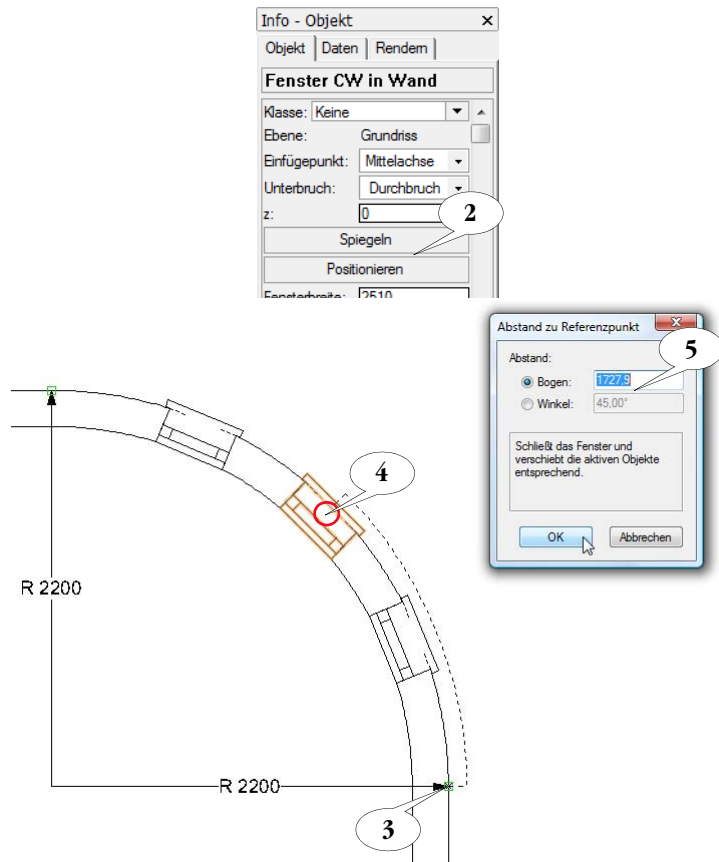 Info - Objekt
Objekt Daten Rendern
Fenster CW in Wand
Klasse: Keine
Ebene: Grundriss
Einfügepunkt: Mittelachse
Unterbruch: Durchbruch
z: 0
2
Spiegeln
Positionieren
Fensterbreite: 2510
Abstand zu Referenzpunkt
5
Abstand:
Bogen: 1727,9
Winkel: 45,00°
Schließt das Fenster und
verschiebt die aktiven Objekte
entsprechend.
OK Abbrechen
4
R 2200
R 2200
3